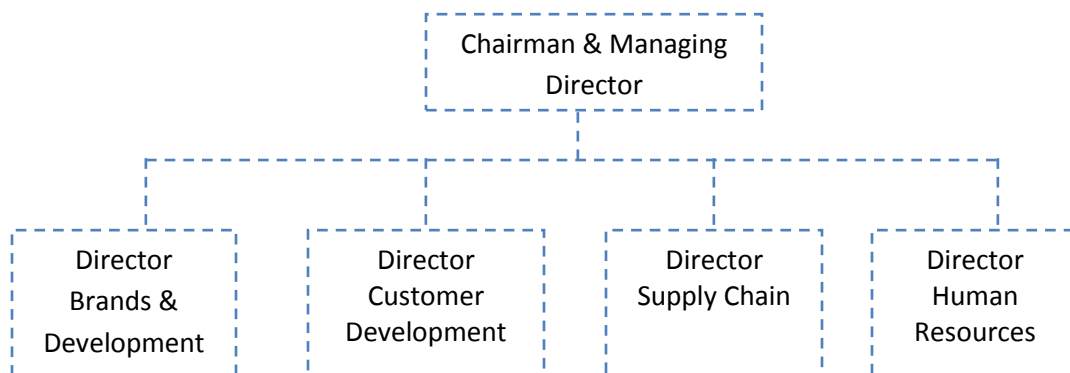 Chairman & Managing
Director
Director
Brands &
Development
Director
Customer
Development
Director
Supply Chain
Director
Human
Resources